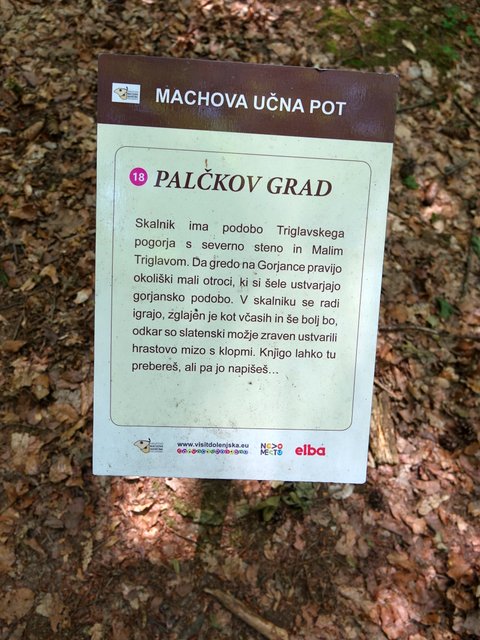 MACHOVA UČNA POT
18 PALČKOV GRAD
Skalnik ima podobo Triglavskega
pogorja s severno steno in Malim
Triglavom. Da gredo na Gorjance pravijo
okoliški mali otroci, ki si šele ustvarjajo
gorjansko podobo. V skalniku se radi
igrajo, zglajen je kot včasih in še bolj bo,
odkar so slatenski možje zraven ustvarili
hrastovo mizo s klopmi. Knjigo lahko tu
prebereš, ali pa jo napišeš...
www.visitdolenjska.eu
NOVO
MESTO
elba